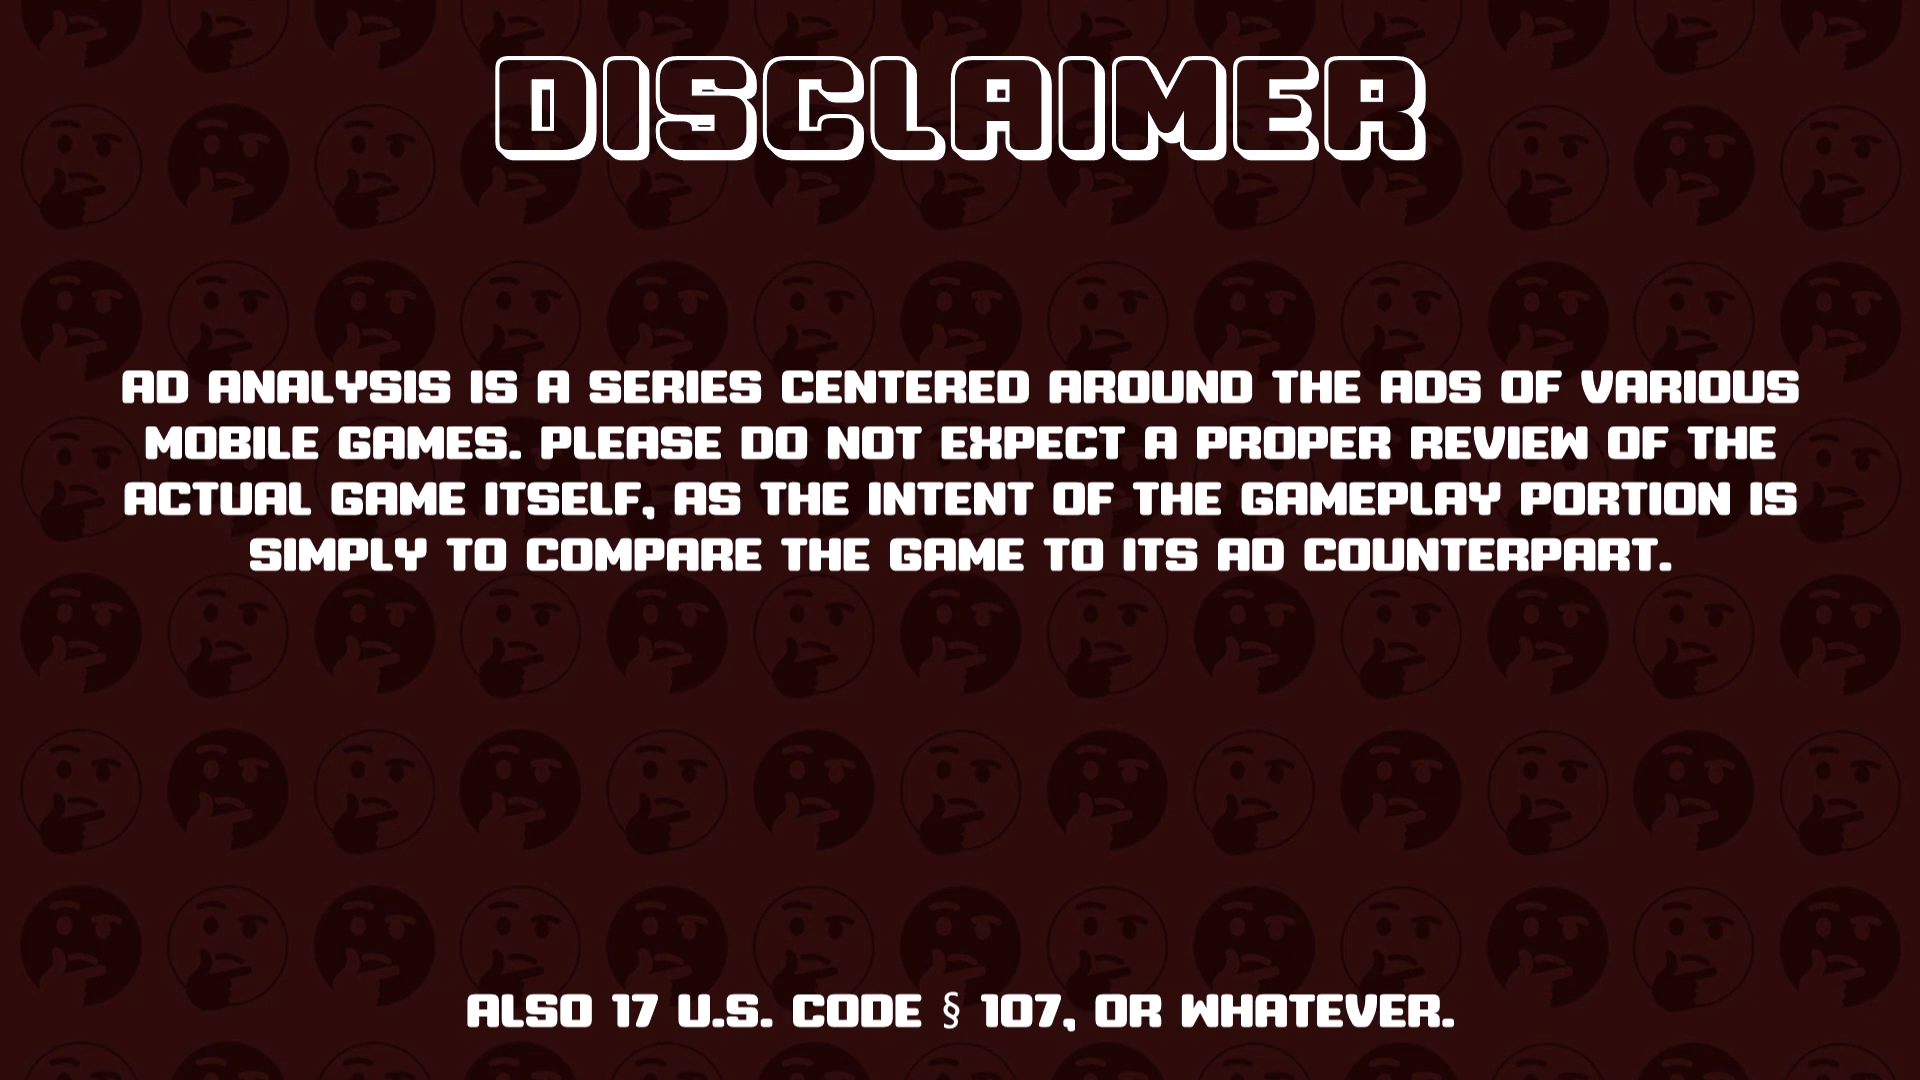 DISCLAIMER
AD ANALYSIS IS A SERIES CENTERED AROUND THE ADS OF VARIOUS
MOBILE GAMES. PLEASE DO NOT EXPECT A PROPER REVIEW OF THE
ACTUAL GAME ITSELF, AS THE INTENT OF THE GAMEPLAY PORTION IS
SIMPLY TO COMPARE THE GAME TO ITS AD COUNTERPART.
ALSO 17 U.S. CODE § 107, OR WHATEVER.